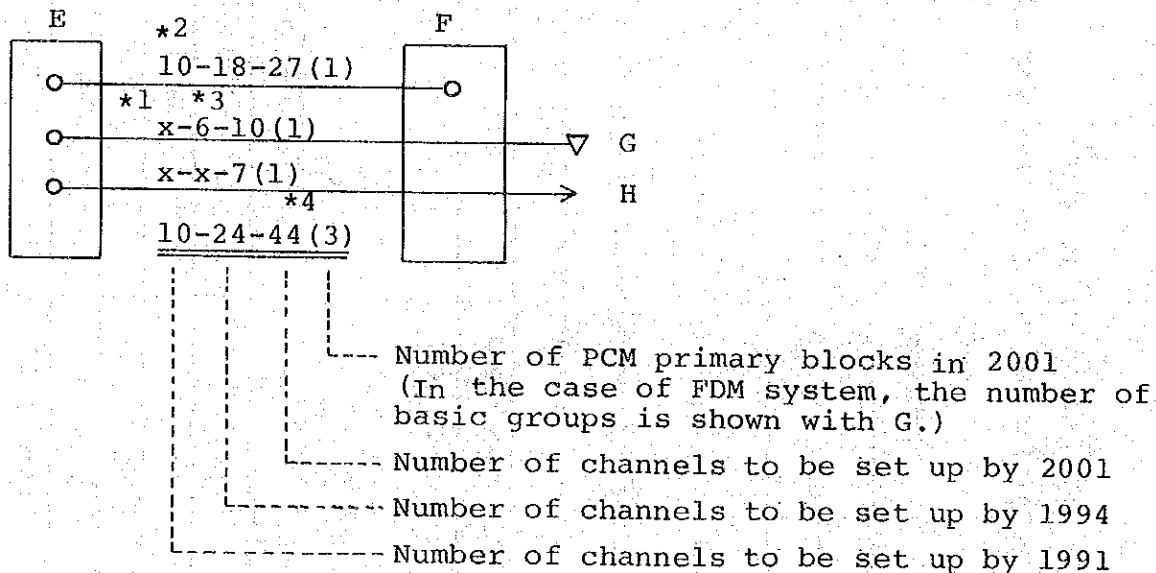 E F
*2
10-18-27(1)
*1 *3
x-6-10(1) G
x-x-7(1) H
*4
10-24-44(3)
Number of PCM primary blocks in 2001
(In the case of FDM system, the number of
basic groups is shown with G.)
Number of channels to be set up by 2001
Number of channels to be set up by 1994
Number of channels to be set up by 1991